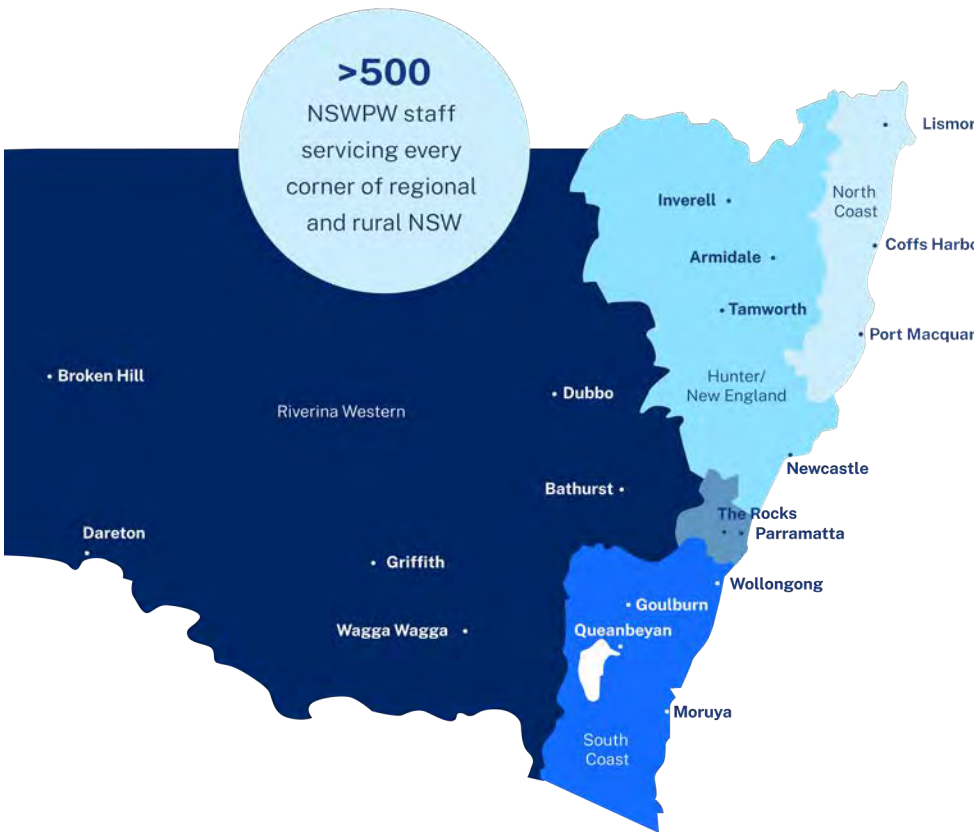 >500
NSWPW staff
servicing every
corner of regional
and rural NSW
Lismor
North
Coast
Inverell
Coffs Harbo
Armidale
Tamworth
Port Macquar
Broken Hill
Hunter/
New England
Dubbo
Riverina Western
Newcastle
Bathurst
The Rocks
Parramatta
Dareton
Griffith
Wollongong
Goulburn
Wagga Wagga
Queanbeyan
Moruya
South
Coast